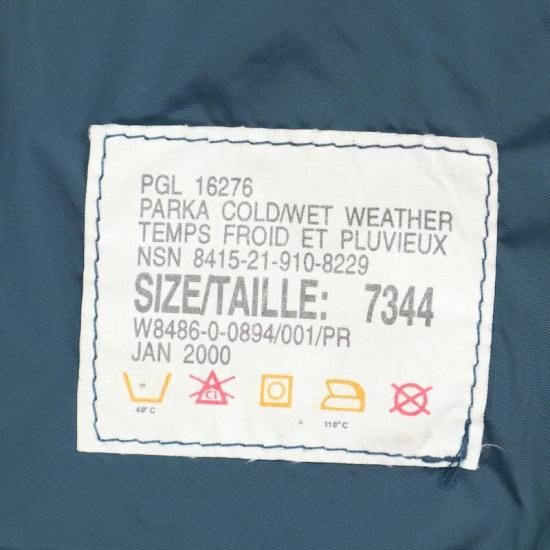 PGL 16276
PARKA COLD/WET WEATHER
TEMPS FROID ET PLUVIEUX
NSN 8415-21-910-8229
SIZE/TAILLE: 7344
W8486-0-0894/001/PR
JAN 2000
Cl
40°C 110°C